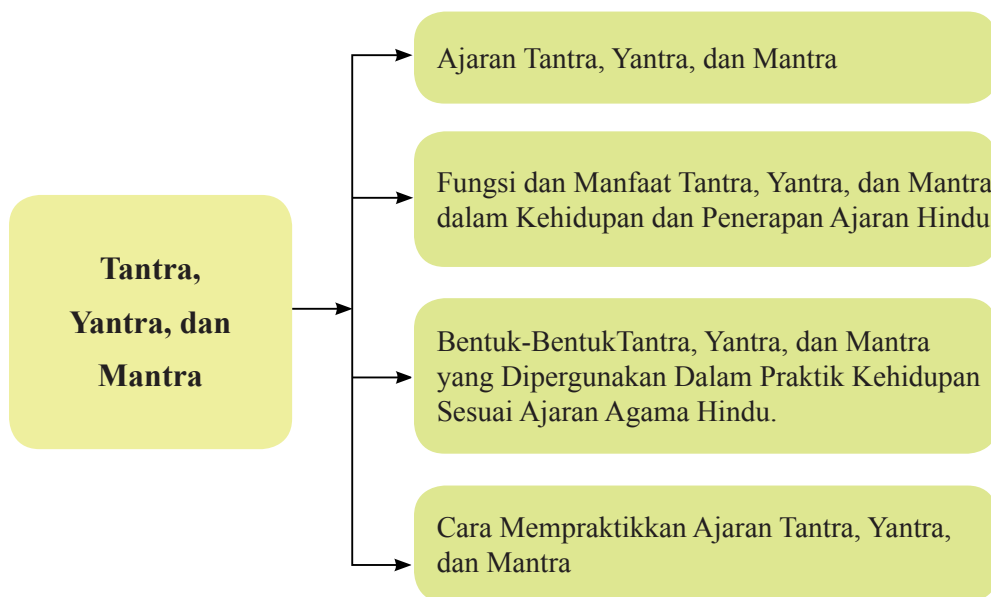 Tantra,
Yantra, dan
Mantra
Ajaran Tantra, Yantra, dan Mantra
Fungsi dan Manfaat Tantra, Yantra, dan Mantra
dalam Kehidupan dan Penerapan Ajaran Hindu
Bentuk-BentukTantra, Yantra, dan Mantra
yang Dipergunakan Dalam Praktik Kehidupan
Sesuai Ajaran Agama Hindu.
Cara Mempraktikkan Ajaran Tantra, Yantra,
dan Mantra